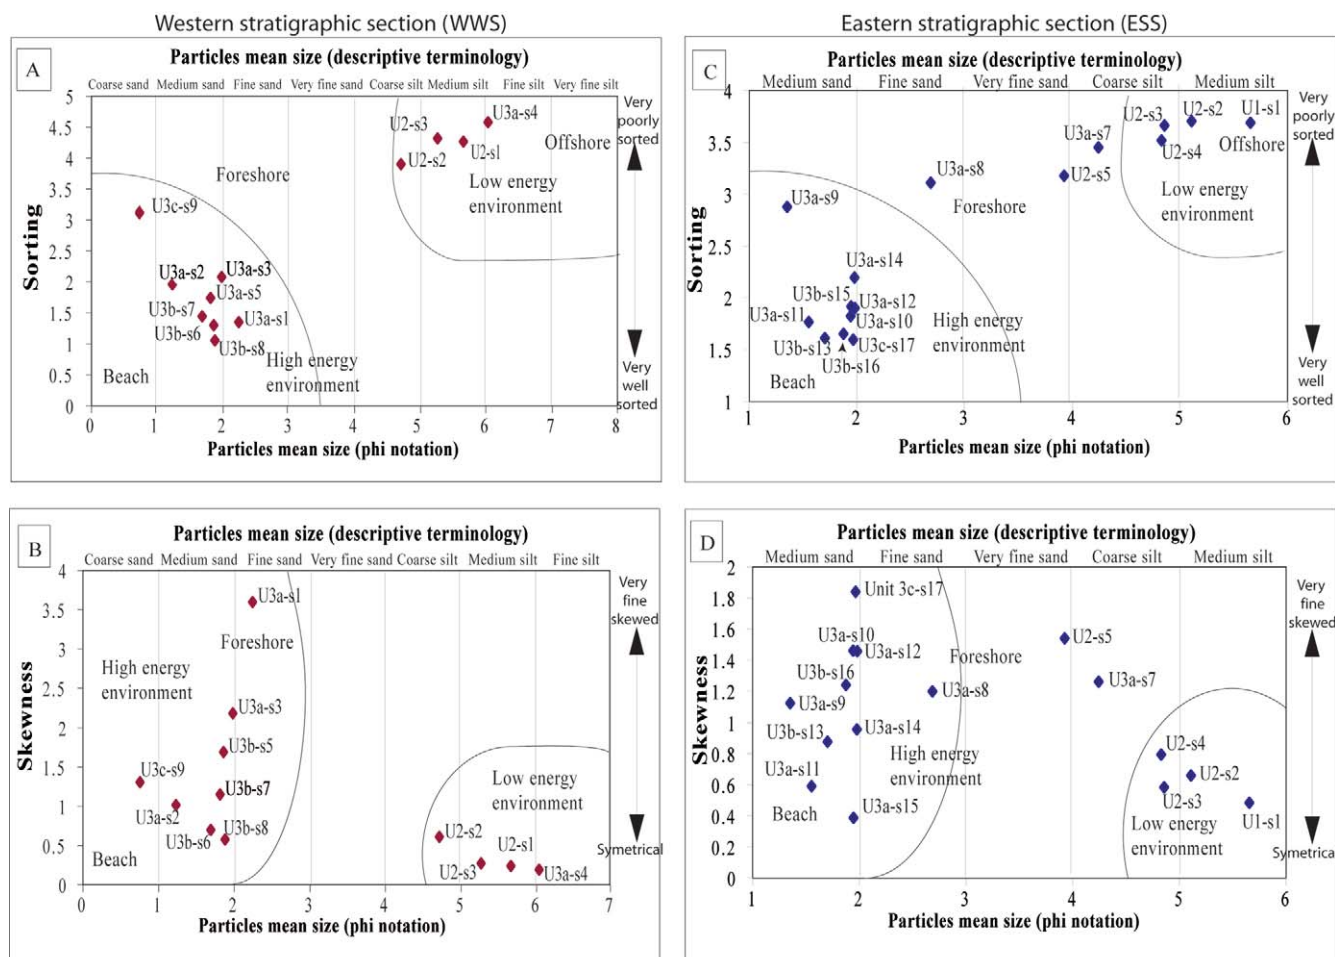 Western stratigraphic section (WWS)
Eastern stratigraphic section (ESS)
A
Particles mean size (descriptive terminology)
Coarse sand Medium sand Fine sand Very fine sand Coarse silt Medium silt Fine silt Very fine silt
5
4.5
4
3.5
3
2.5
2
1.5
1
0.5
0
Sorting
U3a-s4
U2-s3
U2-s1
U2-s2
Offshore
Low energy
environment
Foreshore
U3c-s9
U3a-s2
U3a-s3
U3a-s5
U3b-s7
U3a-s1
U3b-s6
U3b-s8
High energy
environment
Beach
Very
poorly
sorted
Very
well
sorted
0 1 2 3 4 5 6 7 8
Particles mean size (phi notation)
C
Particles mean size (descriptive terminology)
Medium sand Fine sand Very fine sand Coarse silt Medium silt
4
3.5
3
2.5
2
1.5
1
Sorting
U2-s3
U2-s2
U1-s1
U3a-s7
U2-s4
Offshore
U3a-s8
U2-s5
Low energy
environment
U3a-s9
Foreshore
U3a-s14
U3b-s15
U3a-s12
U3a-s11
U3a-s10
High energy
environment
U3b-s13
U3c-s17
U3b-s16
Beach
Very
poorly
sorted
Very
well
sorted
1 2 3 4 5 6
Particles mean size (phi notation)
B
Particles mean size (descriptive terminology)
Coarse sand Medium sand Fine sand Very fine sand Coarse silt Medium silt Fine silt
4
3.5
3
2.5
2
1.5
1
0.5
0
Skewness
U3a-s1
Foreshore
High energy
environment
U3a-s3
U3b-s5
U3c-s9
U3b-s7
U3a-s2
U3b-s8
U3b-s6
Beach
Low energy
environment
U2-s2
U2-s1
U2-s3
U3a-s4
Very
fine
skewed
Symetrical
0 1 2 3 4 5 6 7
Particles mean size (phi notation)
D
Particles mean size (descriptive terminology)
Medium sand Fine sand Very fine sand Coarse silt Medium silt
2
1.8
1.6
1.4
1.2
1
0.8
0.6
0.4
0.2
0
Skewness
Unit 3c-s17
U3a-s10
U3a-s12
Foreshore
U2-s5
U3b-s16
U3a-s8
U3a-s7
U3a-s9
U3b-s13
U3a-s14
High energy
environment
U3a-s11
Beach
U3a-s15
U2-s4
U2-s2
U2-s3
U1-s1
Low energy
environment
Very
fine
skewed
Symetrical
1 2 3 4 5 6
Particles mean size (phi notation)